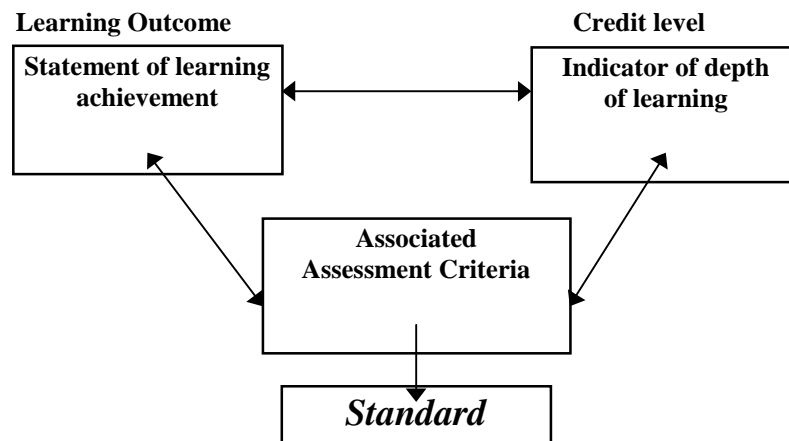 Learning Outcome
Credit level
Statement of learning
achievement
Indicator of depth
of learning
Associated
Assessment Criteria
Standard